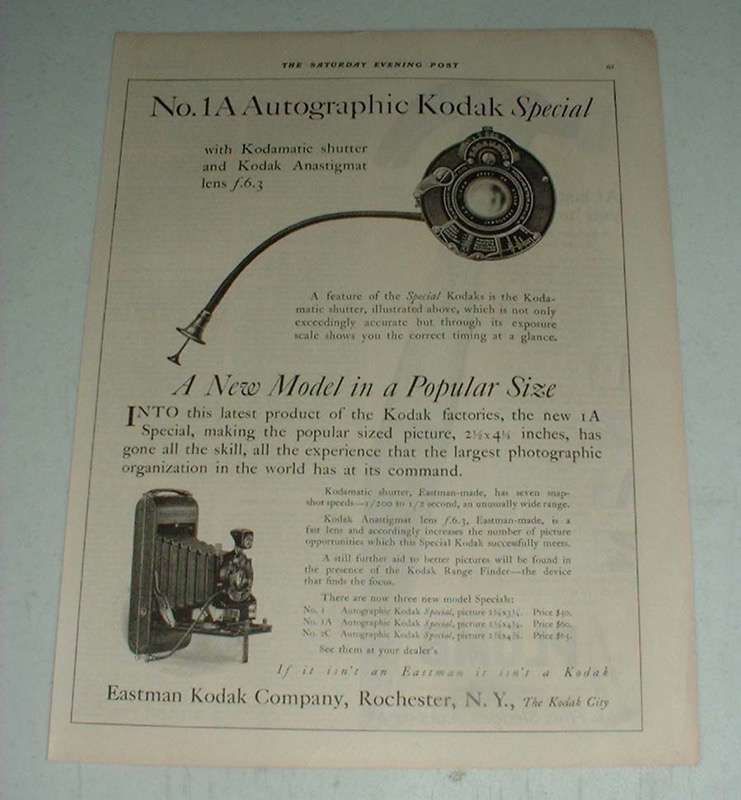 THE SATURDAY EVENING POST
No. 1A Autographic Kodak Special
with Kodamatic shutter
and Kodak Anastigmat
lens f.6.3
A feature of the Special Kodaks is the Koda-
matic shutter, illustrated above, which is not only
exceedingly accurate but through its exposure
scale shows you the correct timing at a glance.
A New Model in a Popular Size
INTO this latest product of the Kodak factories, the new 1A
Special, making the popular sized picture, 2½x4¼ inches, has
gone all the skill, all the experience that the largest photographic
organization in the world has at its command.
Kodamatic shutter, Eastman-made, has seven snap-
shot speeds—1/200 to 1/2 second, an unusually wide range.
Kodak Anastigmat lens f.6.3, Eastman-made, is a
fast lens and accordingly increases the number of picture
opportunities which this Special Kodak successfully meets.
A still further aid to better pictures will be found in
the presence of the Kodak Range Finder—the device
that finds the focus.
There are now three new model Specials:
No. 1 Autographic Kodak Special, picture 2¼x3¼. Price $50.
No. 1A Autographic Kodak Special, picture 2½x4¼. Price $60.
No. 2C Autographic Kodak Special, picture 2⅞x4⅞. Price $65.
See them at your dealer's
If it isn't an Eastman it isn't a Kodak
Eastman Kodak Company, Rochester, N. Y., The Kodak City